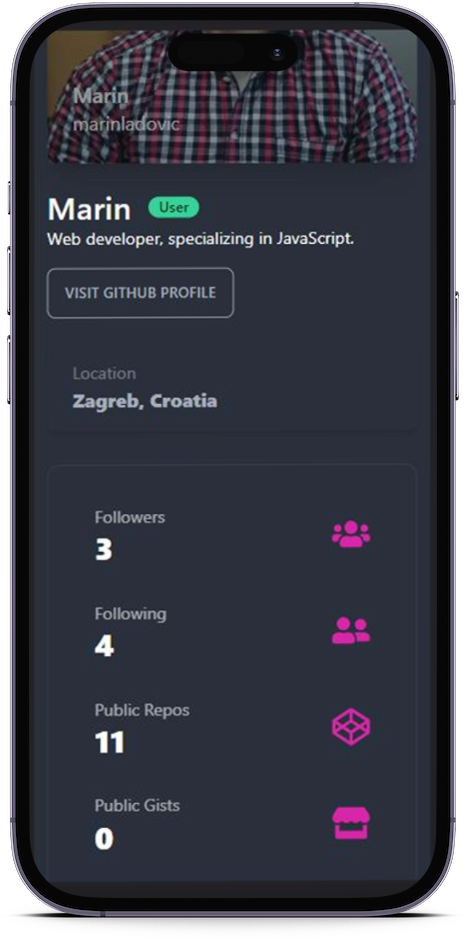 Marin
marinladovic
Marin User
Web developer, specializing in JavaScript.
VISIT GITHUB PROFILE
Location
Zagreb, Croatia
Followers
3
Following
4
Public Repos
11
Public Gists
0